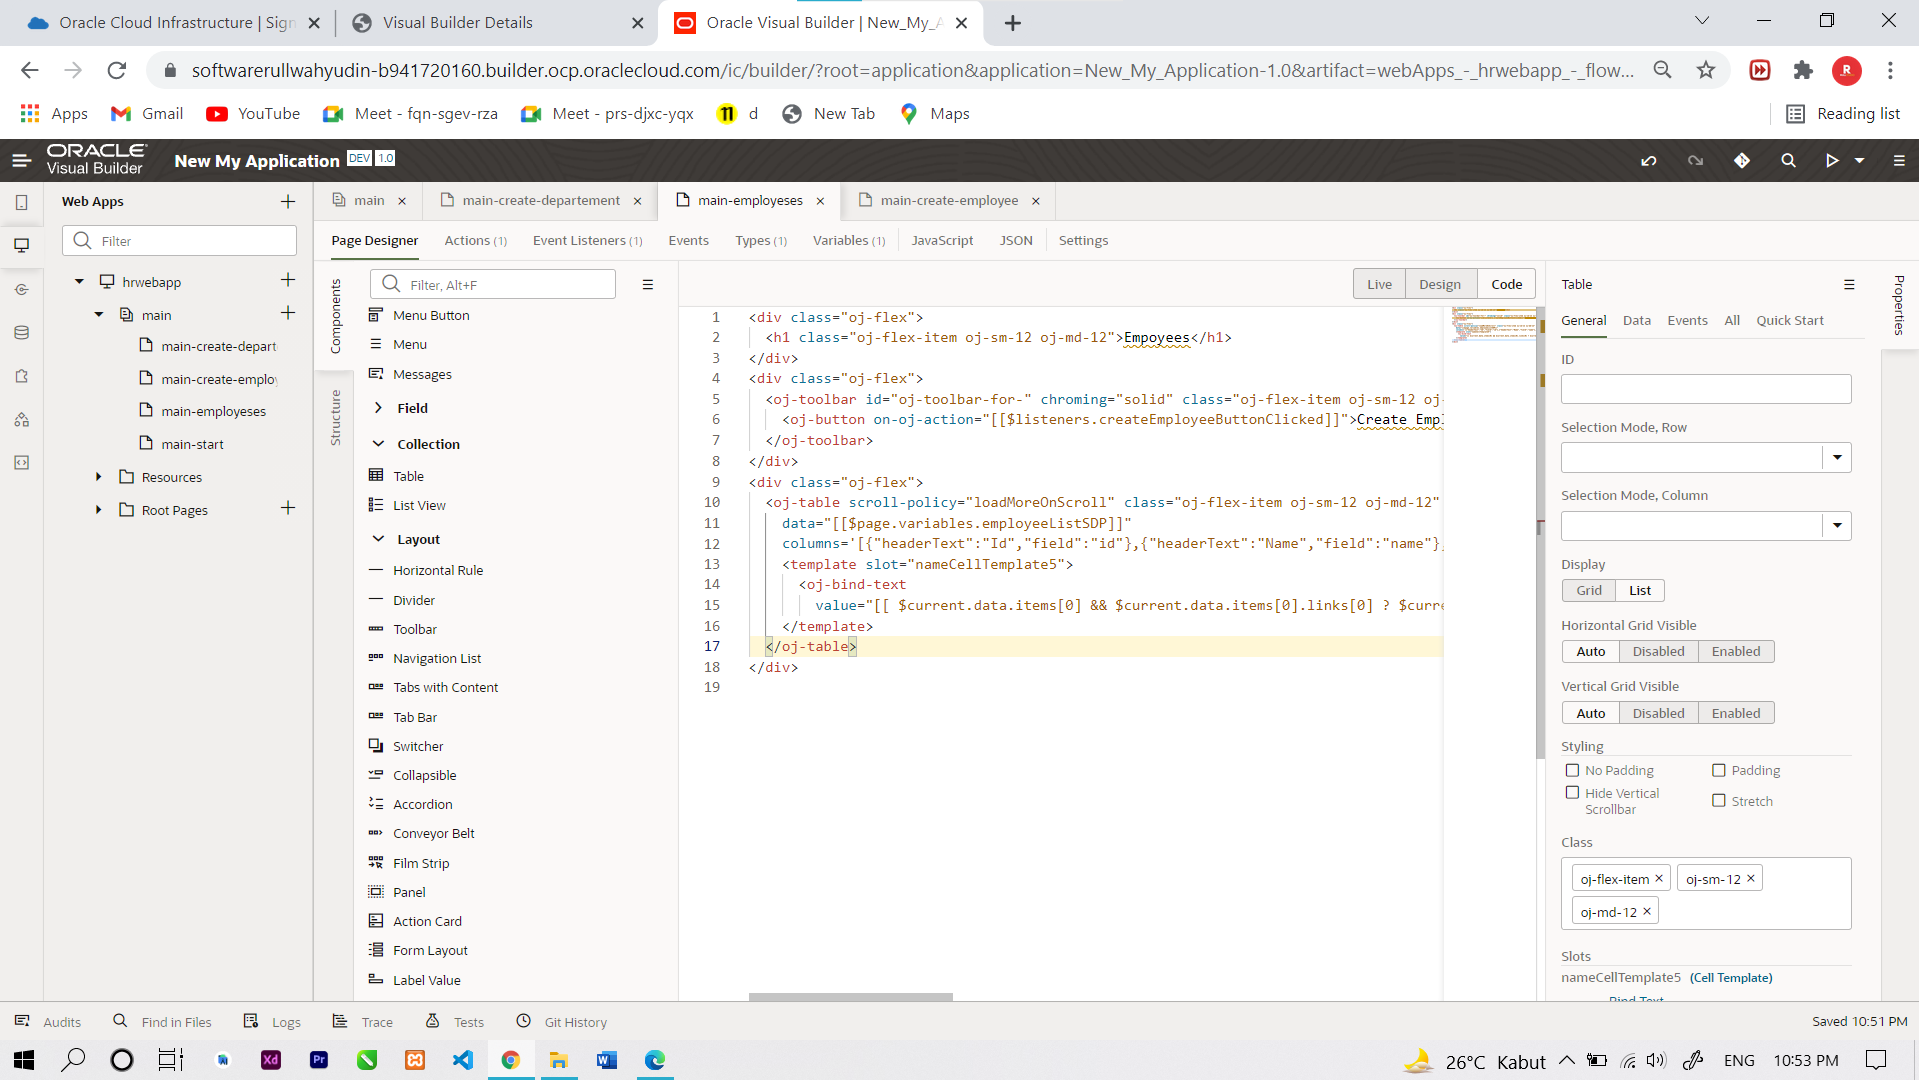 Oracle Cloud Infrastructure | Sign
Visual Builder Details
Oracle Visual Builder | New_My_A
softwarerullwahyudin-b941720160.builder.ocp.oraclecloud.com/ic/builder/?root=application&application=New_My_Application-1.0&artifact=webApps_-_hrwebapp_-_flow...
R
Apps
Gmail
YouTube
Meet - fqn-sgev-rza
Meet - prs-djxc-yqx
d
New Tab
Maps
Reading list
ORACLE
Visual Builder
New My Application
DEV
1.0
Web Apps
Filter
hrwebapp
main
main-create-depart
main-create-employ
main-employeses
main-start
Resources
Root Pages
main
main-create-departement
main-employeses
main-create-employee
Page Designer
Actions (1)
Event Listeners (1)
Events
Types (1)
Variables (1)
JavaScript
JSON
Settings
Components
Structure
Filter, Alt+F
Menu Button
Menu
Messages
Field
Collection
Table
List View
Layout
Horizontal Rule
Divider
Toolbar
Navigation List
Tabs with Content
Tab Bar
Switcher
Collapsible
Accordion
Conveyor Belt
Film Strip
Panel
Action Card
Form Layout
Label Value
Live
Design
Code
1 <div class="oj-flex">
2 <h1 class="oj-flex-item oj-sm-12 oj-md-12">Empoyees</h1>
3 </div>
4 <div class="oj-flex">
5 <oj-toolbar id="oj-toolbar-for-" chroming="solid" class="oj-flex-item oj-sm-12 oj-
6 <oj-button on-oj-action="[[$listeners.createEmployeeButtonClicked]]">Create Empl
7 </oj-toolbar>
8 </div>
9 <div class="oj-flex">
10 <oj-table scroll-policy="loadMoreOnScroll" class="oj-flex-item oj-sm-12 oj-md-12"
11 data="[[$page.variables.employeeListSDP]]"
12 columns='[{"headerText":"Id","field":"id"},{"headerText":"Name","field":"name"},
13 <template slot="nameCellTemplate5">
14 <oj-bind-text
15 value="[[ $current.data.items[0] && $current.data.items[0].links[0] ? $curre
16 </template>
17 </oj-table>
18 </div>
19
Table
General
Data
Events
All
Quick Start
ID
Selection Mode, Row
Selection Mode, Column
Display
Grid
List
Horizontal Grid Visible
Auto
Disabled
Enabled
Vertical Grid Visible
Auto
Disabled
Enabled
Styling
No Padding
Padding
Hide Vertical
Scrollbar
Stretch
Class
oj-flex-item
oj-sm-12
oj-md-12
Slots
nameCellTemplate5 (Cell Template)
Bind Text
Properties
Audits
Find in Files
Logs
Trace
Tests
Git History
Saved 10:51 PM
Xd
Pr
26°C Kabut
ENG
10:53 PM